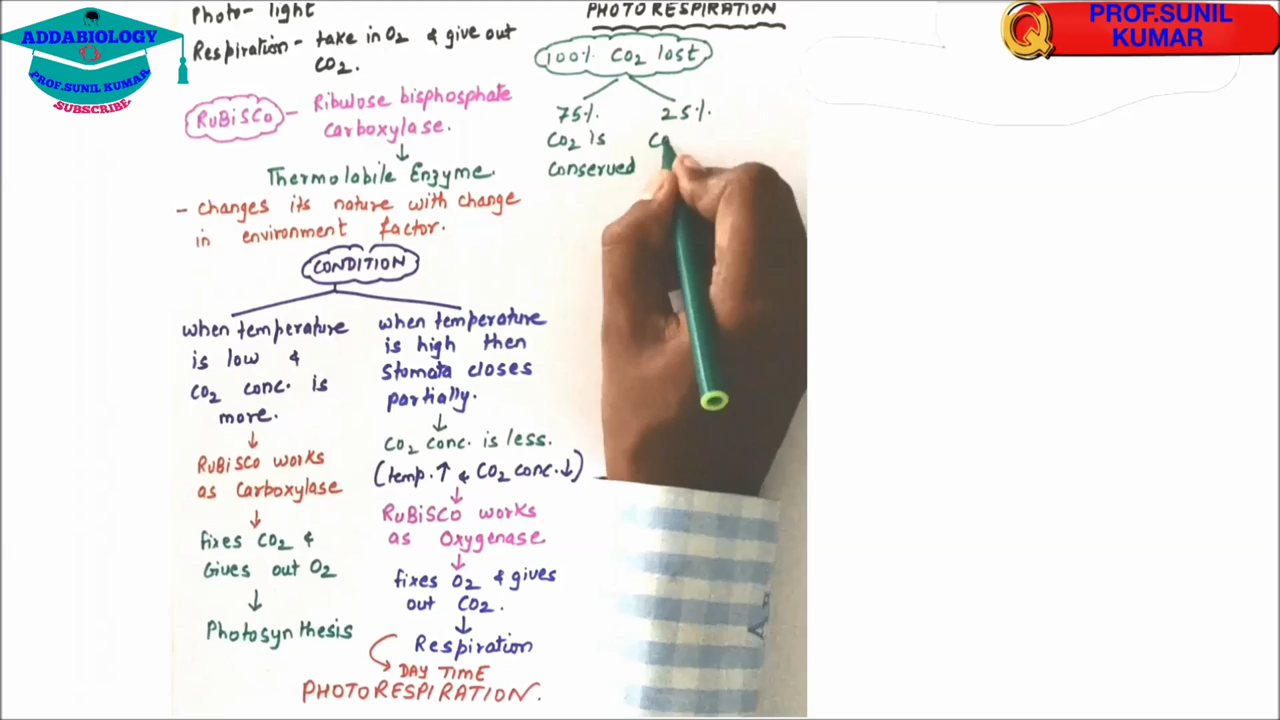 ADDABIOLOGY
PROF.SUNIL KUMAR
SUBSCRIBE
Q
PROF.SUNIL
KUMAR
Photo - light
Respiration - take in O2 & give out
CO2.
RuBisCo - Ribulose bisphosphate
carboxylase.
↓
Thermolabile Enzyme.
- changes its nature with change
in environment factor.
CONDITION
when temperature
is low &
CO2 conc. is
more.
↓
RuBisco works
as Carboxylase
↓
fixes CO2 &
Gives out O2
↓
Photosynthesis
when temperature
is high then
stomata closes
partially.
↓
CO2 conc. is less.
(temp.↑ & CO2 conc.↓)
↓
RuBisCO works
as Oxygenase
↓
fixes O2 & gives
out CO2.
↓
Respiration
DAY TIME
PHOTORESPIRATION.
PHOTORESPIRATION
100% CO2 lost
75%.
CO2 is
conserved
25%.
CO